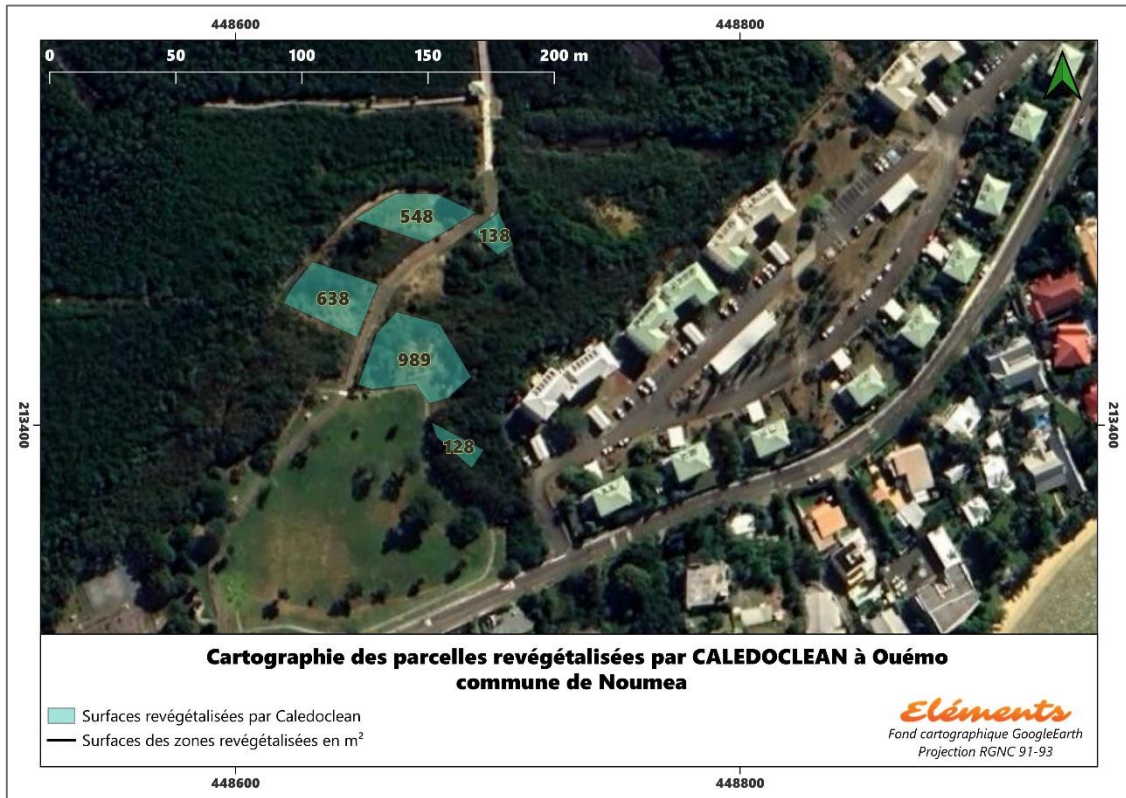 448600
448800
0 50 100 150 200 m
548
138
638
989
128
213400
213400
Cartographie des parcelles revégétalisées par CALEDOCLEAN à Ouémo
commune de Noumea
Surfaces revégétalisées par Caledoclean
Surfaces des zones revégétalisées en m²
Eléments
Fond cartographique GoogleEarth
Projection RGNC 91-93
448600
448800